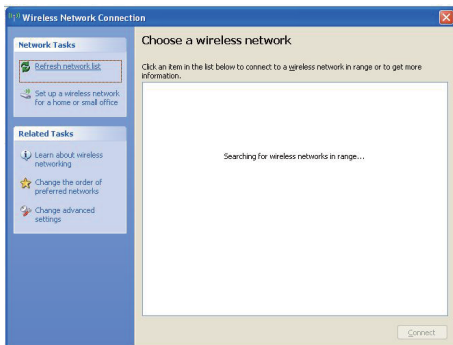 Wireless Network Connection
Network Tasks
Refresh network list
Set up a wireless network
for a home or small office
Related Tasks
Learn about wireless
networking
Change the order of
preferred networks
Change advanced
settings
Choose a wireless network
Click an item in the list below to connect to a wireless network in range or to get more
information.
Searching for wireless networks in range...
Connect